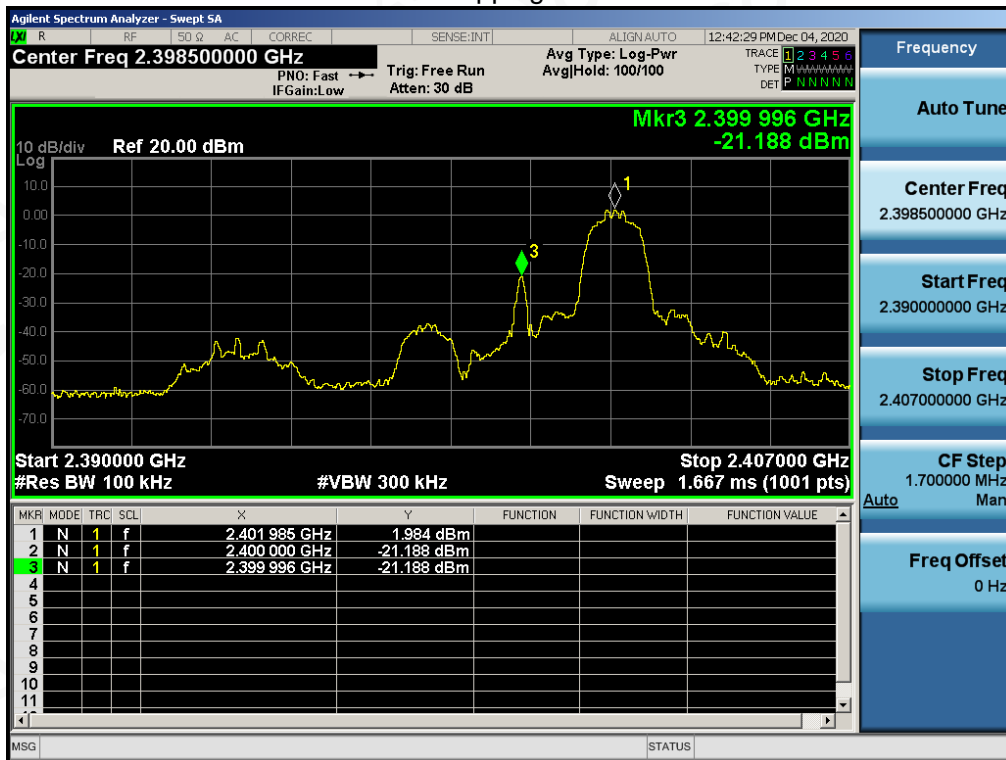 pping
Agilent Spectrum Analyzer - Swept SA
LXI R RF 50 Ω AC CORREC SENSE:INT ALIGN AUTO 12:42:29 PM Dec 04, 2020
Center Freq 2.398500000 GHz
PNO: Fast
IFGain:Low
Trig: Free Run
Atten: 30 dB
Avg Type: Log-Pwr
Avg|Hold: 100/100
TRACE 1 2 3 4 5 6
TYPE M WWWWW
DET P N N N N N
Mkr3 2.399 996 GHz
-21.188 dBm
10 dB/div Ref 20.00 dBm
Log
10.0
0.00
-10.0
-20.0
-30.0
-40.0
-50.0
-60.0
-70.0
1
3
Start 2.390000 GHz Stop 2.407000 GHz
#Res BW 100 kHz #VBW 300 kHz Sweep 1.667 ms (1001 pts)
MKR MODE TRC SCL X Y FUNCTION FUNCTION WIDTH FUNCTION VALUE
1 N 1 f 2.401 985 GHz 1.984 dBm
2 N 1 f 2.400 000 GHz -21.188 dBm
3 N 1 f 2.399 996 GHz -21.188 dBm
4
5
6
7
8
9
10
11
MSG STATUS
Frequency
Auto Tune
Center Freq
2.398500000 GHz
Start Freq
2.390000000 GHz
Stop Freq
2.407000000 GHz
CF Step
1.700000 MHz
Auto Man
Freq Offset
0 Hz